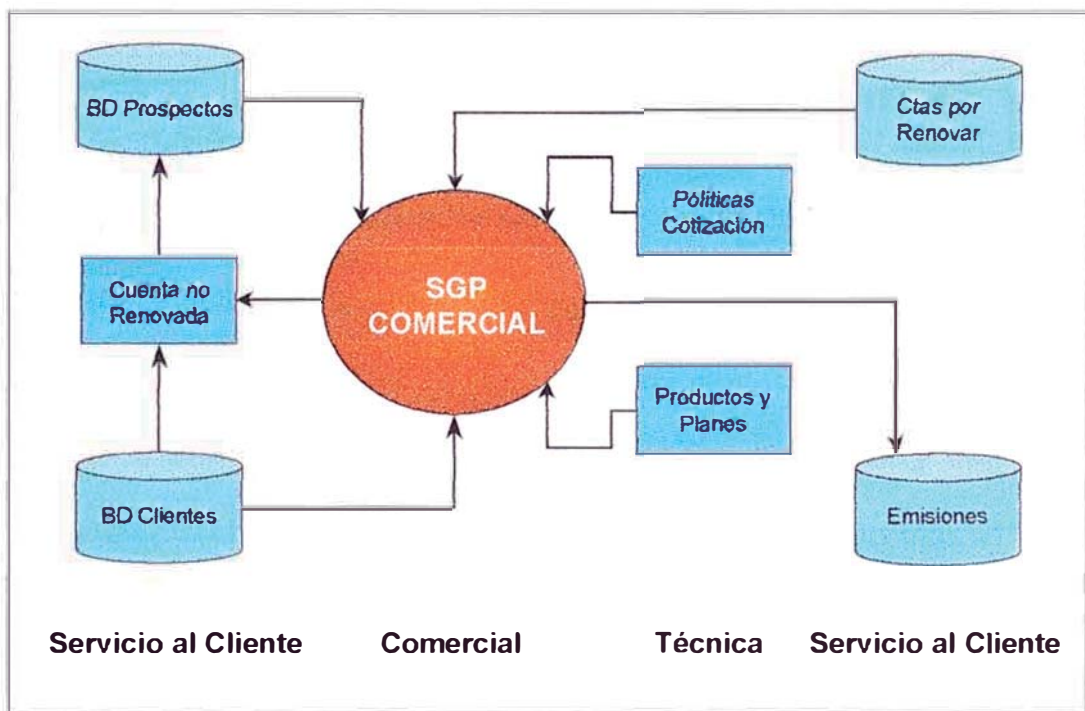 BD Prospectos
Ctas por
Renovar
Póliticas
Cotización
Cuenta no
Renovada
SGP
COMERCIAL
Productos y
Planes
BD Clientes
Emisiones
Servicio al Cliente
Comercial
Técnica
Servicio al Cliente